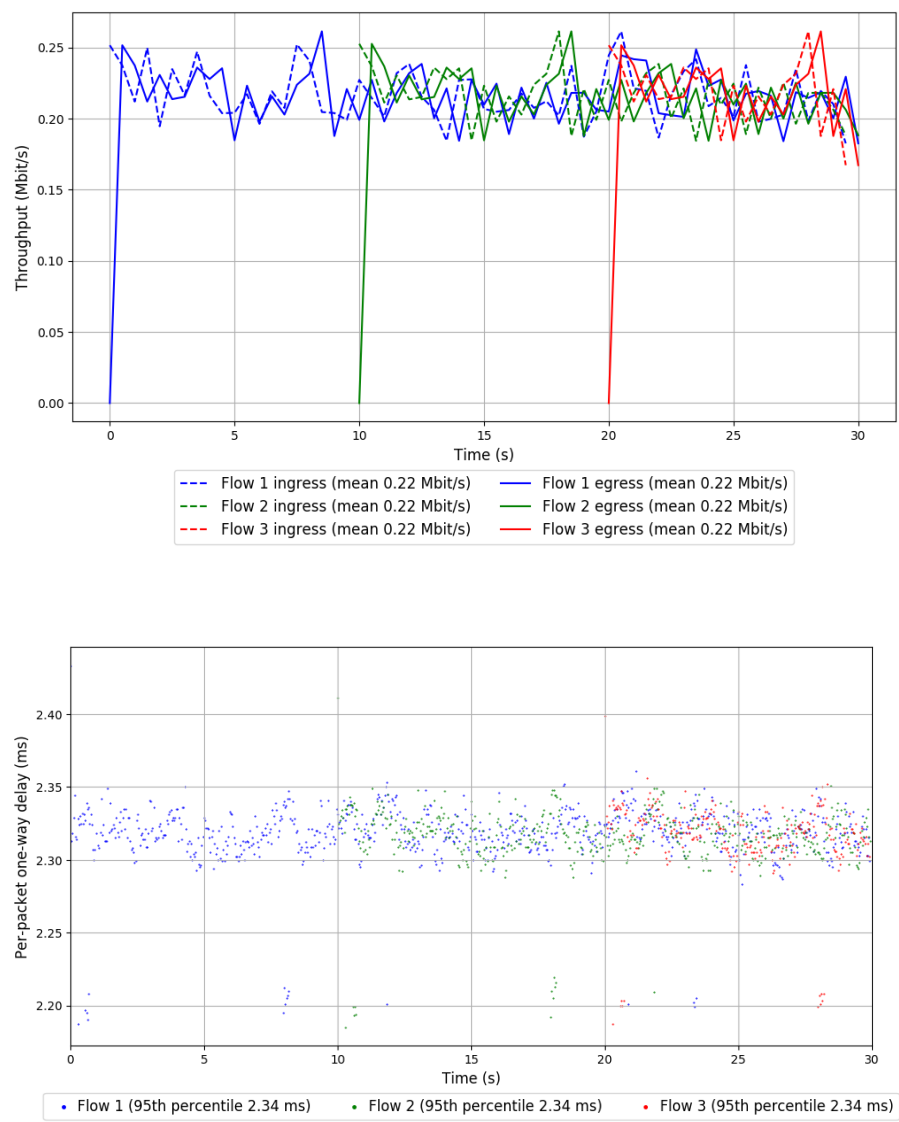 0.25
0.20
0.15
0.10
0.05
0.00
Throughput (Mbit/s)
0 5 10 15 20 25 30
Time (s)
Flow 1 ingress (mean 0.22 Mbit/s) Flow 1 egress (mean 0.22 Mbit/s)
Flow 2 ingress (mean 0.22 Mbit/s) Flow 2 egress (mean 0.22 Mbit/s)
Flow 3 ingress (mean 0.22 Mbit/s) Flow 3 egress (mean 0.22 Mbit/s)
2.40
2.35
2.30
2.25
2.20
Per-packet one-way delay (ms)
0 5 10 15 20 25 30
Time (s)
Flow 1 (95th percentile 2.34 ms) Flow 2 (95th percentile 2.34 ms) Flow 3 (95th percentile 2.34 ms)